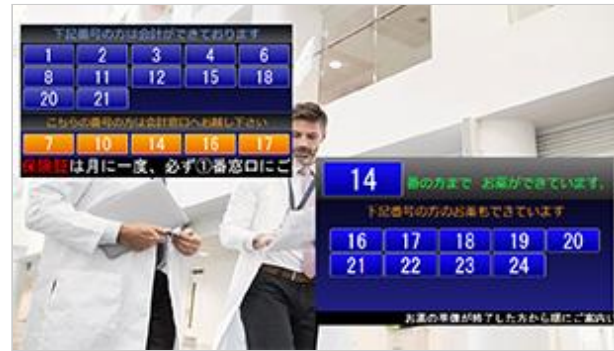 下記番号の方は会計ができております
1 2 3 4 6
8 11 12 15 18
20 21
こちらの番号の方は会計窓口へお越し下さい
7 10 14 16 17
保険証は月に一度、必ず①番窓口にご
14 番の方まで お薬ができています。
下記番号の方のお薬もできています
16 17 18 19 20
21 22 23 24
お薬の準備が終了した方から順にご案内い